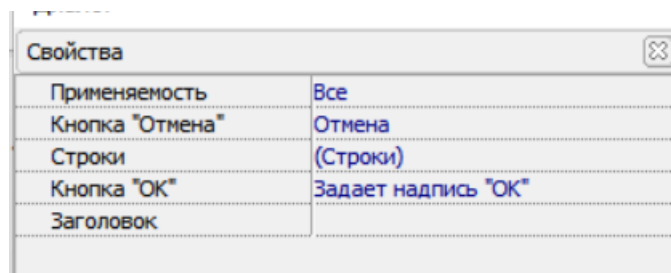 Свойства
Применяемость Все
Кнопка "Отмена" Отмена
Строки (Строки)
Кнопка "ОК" Задает надпись "ОК"
Заголовок